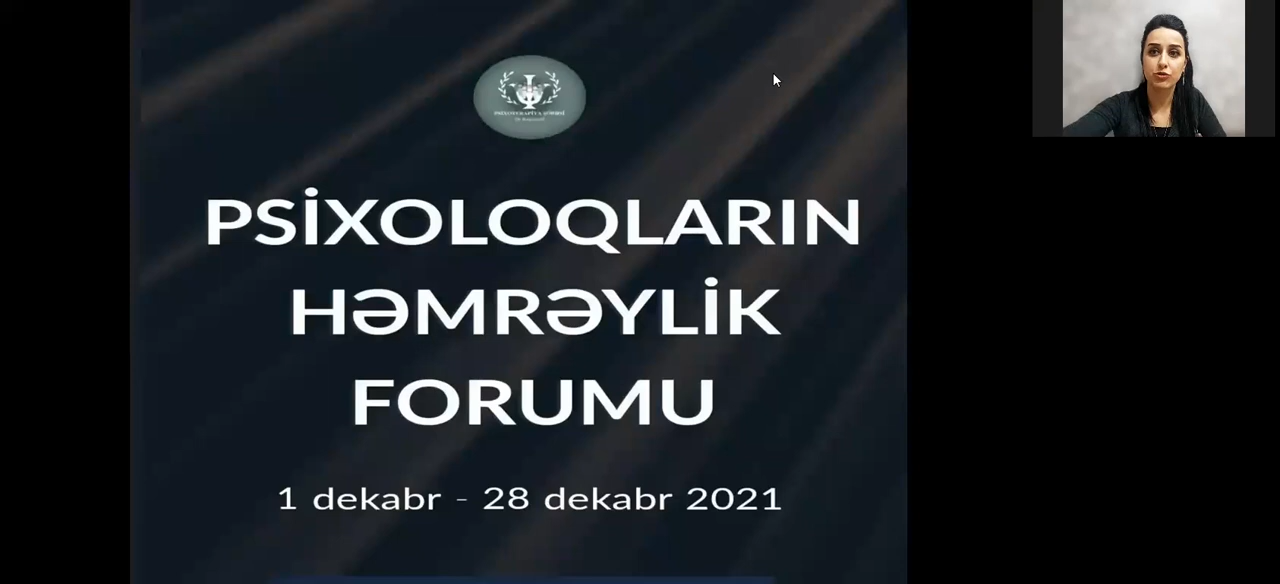 PSİXOLOQLARIN
HƏMRƏYLİK
FORUMU
1 dekabr - 28 dekabr 2021